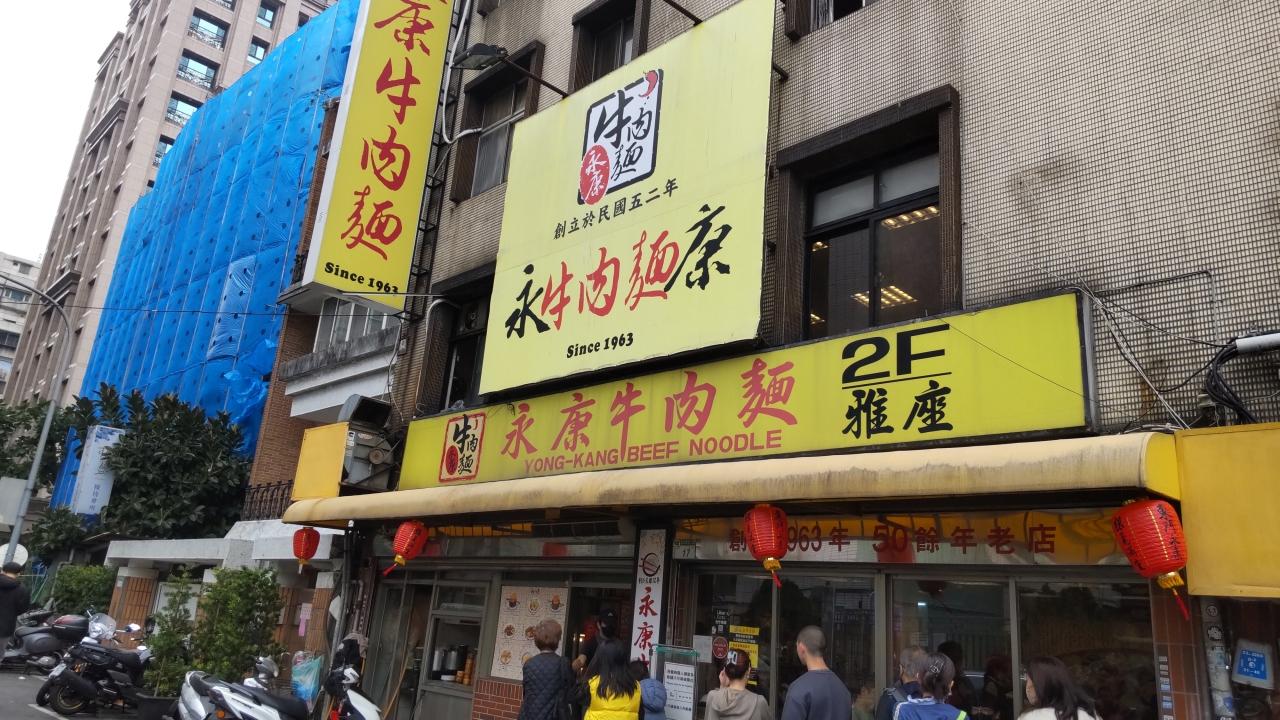 康牛肉麵
Since 1963
牛肉麵
永康
創立於民國五二年
永牛肉麵康
Since 1963
牛肉麵
永康牛肉麵
YONG-KANG BEEF NOODLE
2F
雅座
創 963年 50餘年老店
永康
17